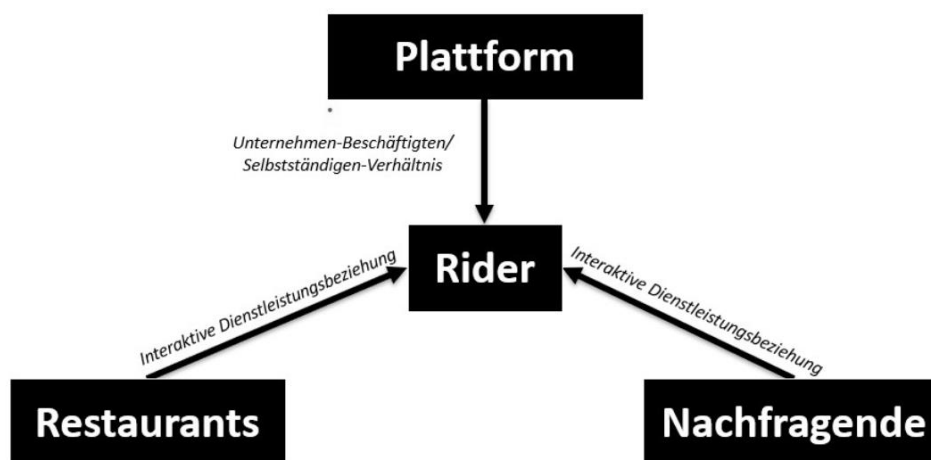 Plattform
Unternehmen-Beschäftigten/
Selbstständigen-Verhältnis
Rider
Interaktive Dienstleistungsbeziehung
Interaktive Dienstleistungsbeziehung
Restaurants
Nachfragende